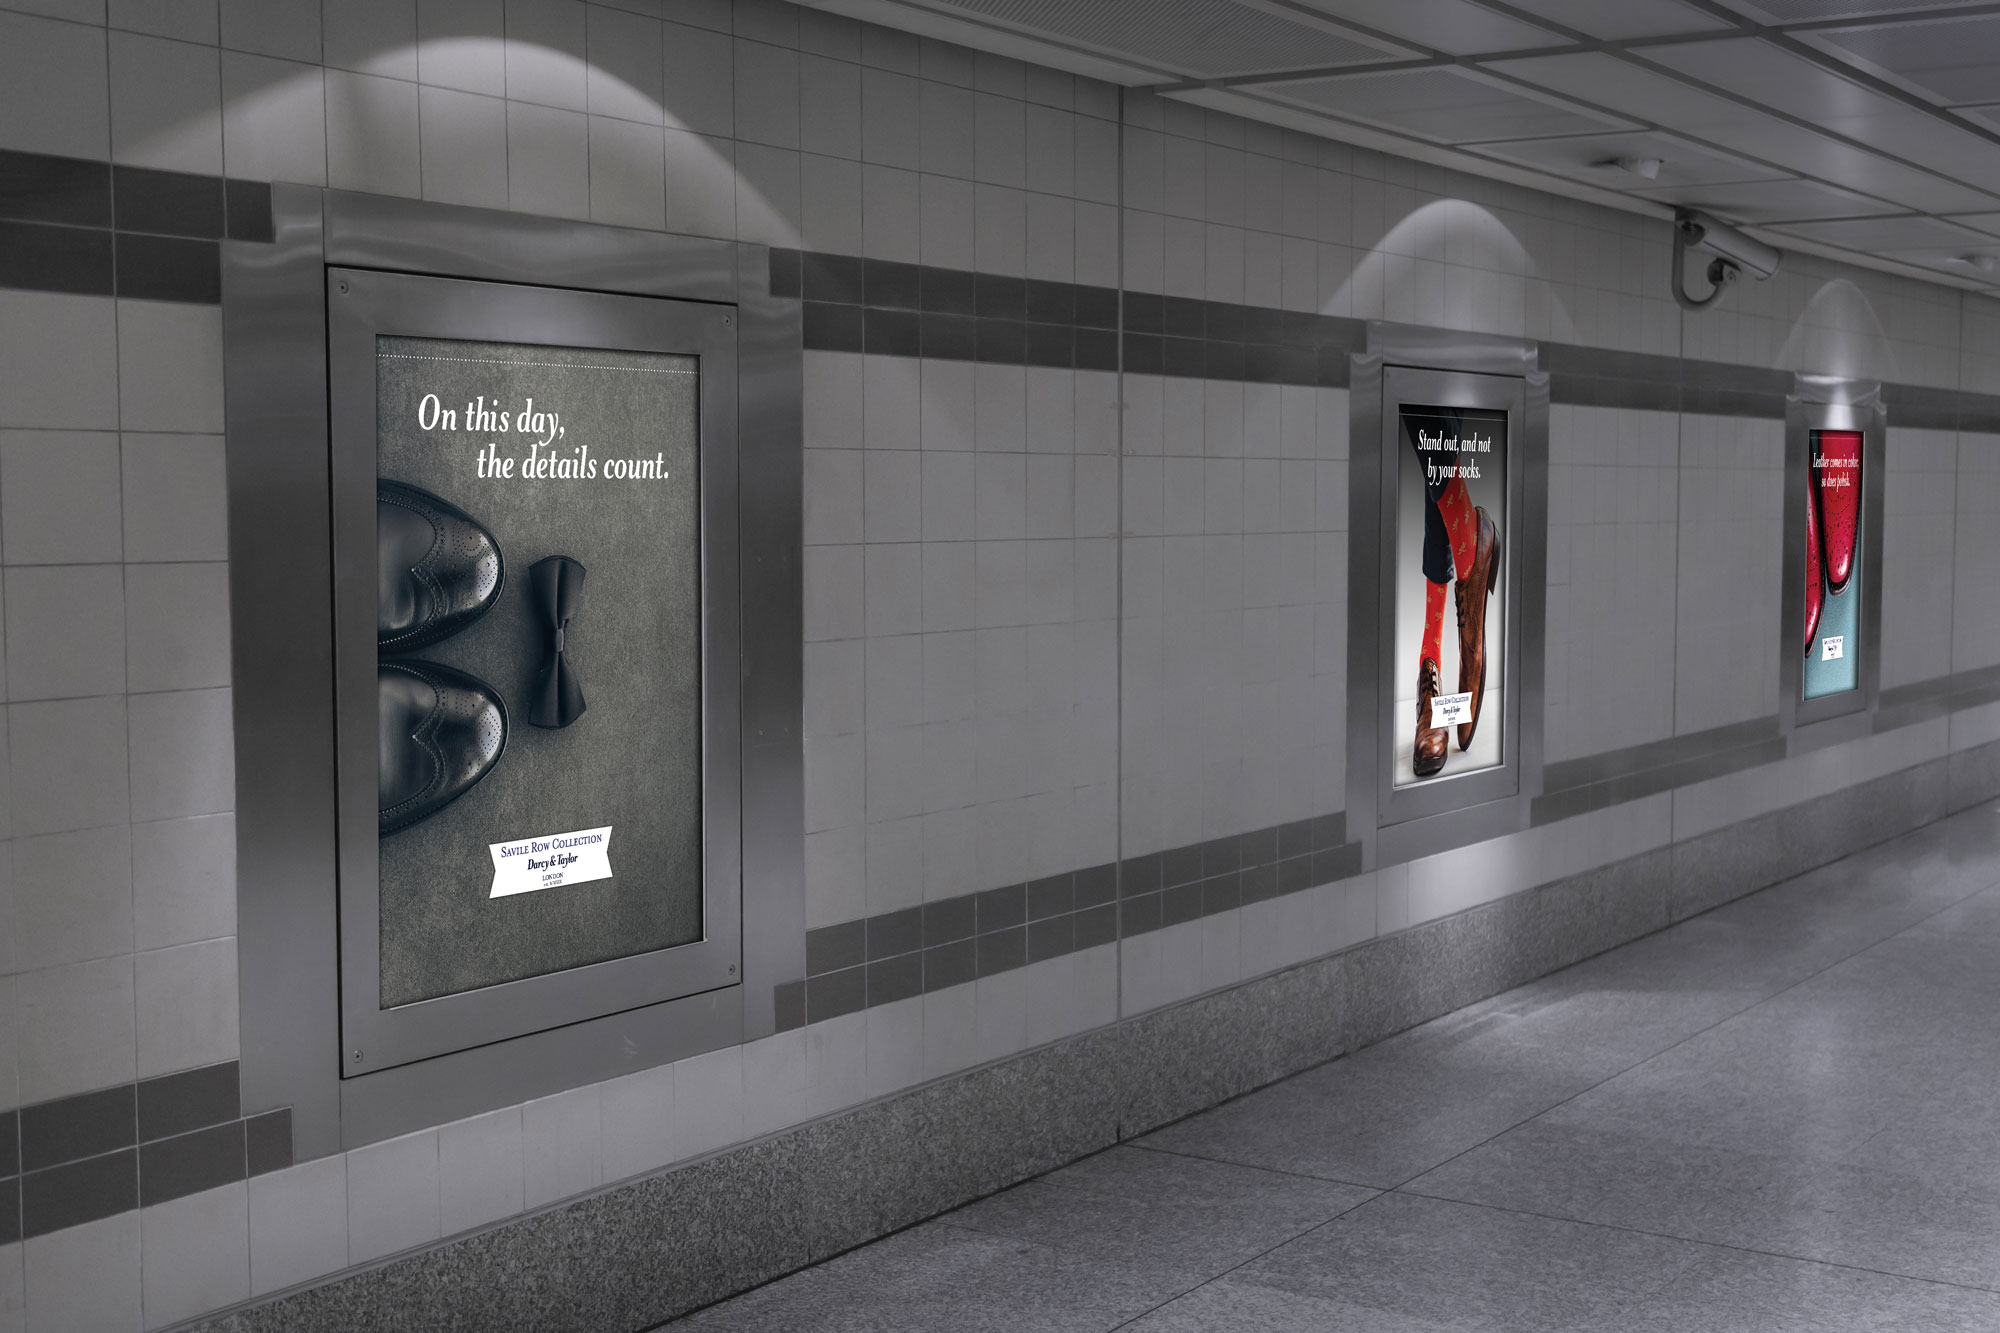 On this day,
the details count.
SAVILE ROW COLLECTION
Darcy & Taylor
LONDON
Stand out, and not
by your socks.
SAVILE ROW COLLECTION
Darcy & Taylor
Leather comes in color.
so does polish.